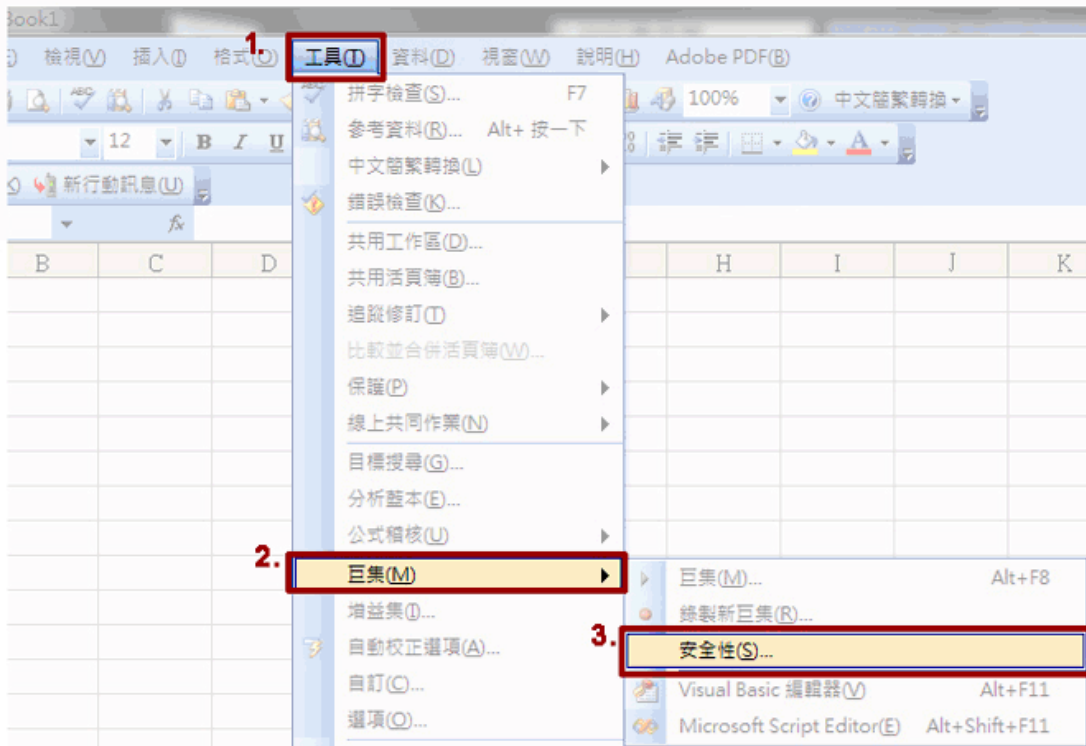 Book1)
檢視(V) 插入(I) 格式(O) 工具(T) 資料(D) 視窗(W) 說明(H) Adobe PDF(B)
1.
100% 中文簡繁轉換
12 B I U A
新行動訊息(U)
fx
B C D H I J K
拼字檢查(S)... F7
參考資料(R)... Alt+ 按一下
中文簡繁轉換(L)
錯誤檢查(K)...
共用工作區(D)...
共用活頁簿(B)...
追蹤修訂(T)
比較並合併活頁簿(W)...
保護(P)
線上共同作業(N)
目標搜尋(G)...
分析藍本(E)...
公式稽核(U)
2.
巨集(M)
增益集(I)...
自動校正選項(A)...
自訂(C)...
選項(O)...
巨集(M)... Alt+F8
錄製新巨集(R)...
3.
安全性(S)...
Visual Basic 編輯器(V) Alt+F11
Microsoft Script Editor(E) Alt+Shift+F11